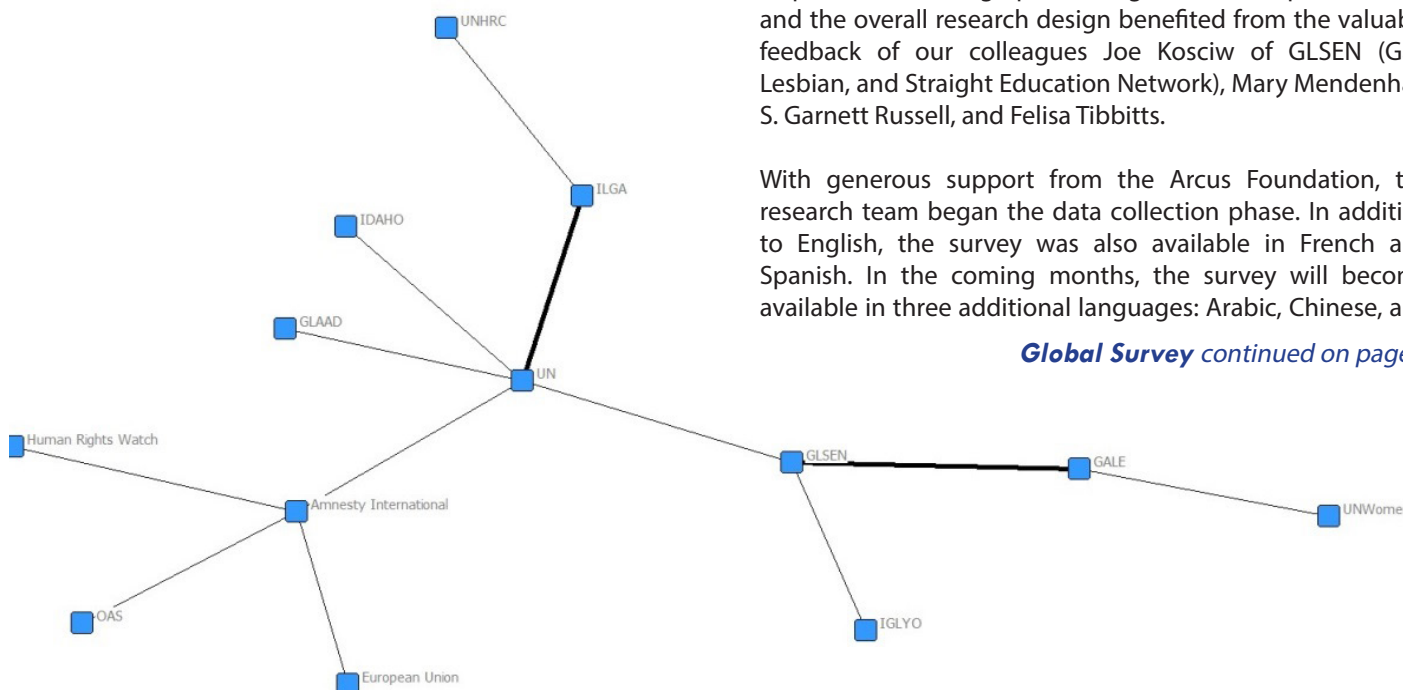 and the overall research design benefited from the
feedback of our colleagues Joe Kosciw of GLSEN
Lesbian, and Straight Education Network), Mary
S. Garnett Russell, and Felisa Tibbitts.
With generous support from the Arcus Foundation,
research team began the data collection phase. In
to English, the survey was also available in French
Spanish. In the coming months, the survey will
available in three additional languages: Arabic, Chinese,
Global Survey continued on page
UNHRC
ILGA
IDAHO
GLAAD
UN
Human Rights Watch
GLSEN
GALE
Amnesty International
OAS
IGLYO
European Union